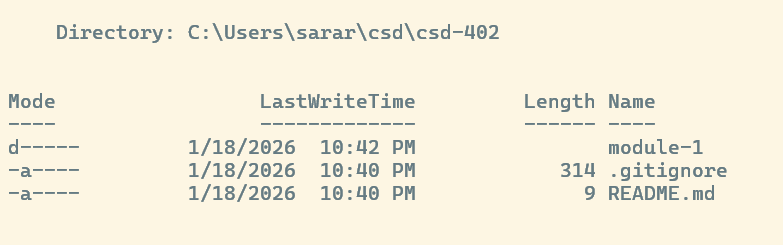 Directory: C:\Users\sarar\csd\csd-402
Mode                 LastWriteTime         Length Name
----                 -------------         ------ ----
d-----         1/18/2026  10:42 PM                module-1
-a----         1/18/2026  10:40 PM            314 .gitignore
-a----         1/18/2026  10:40 PM              9 README.md